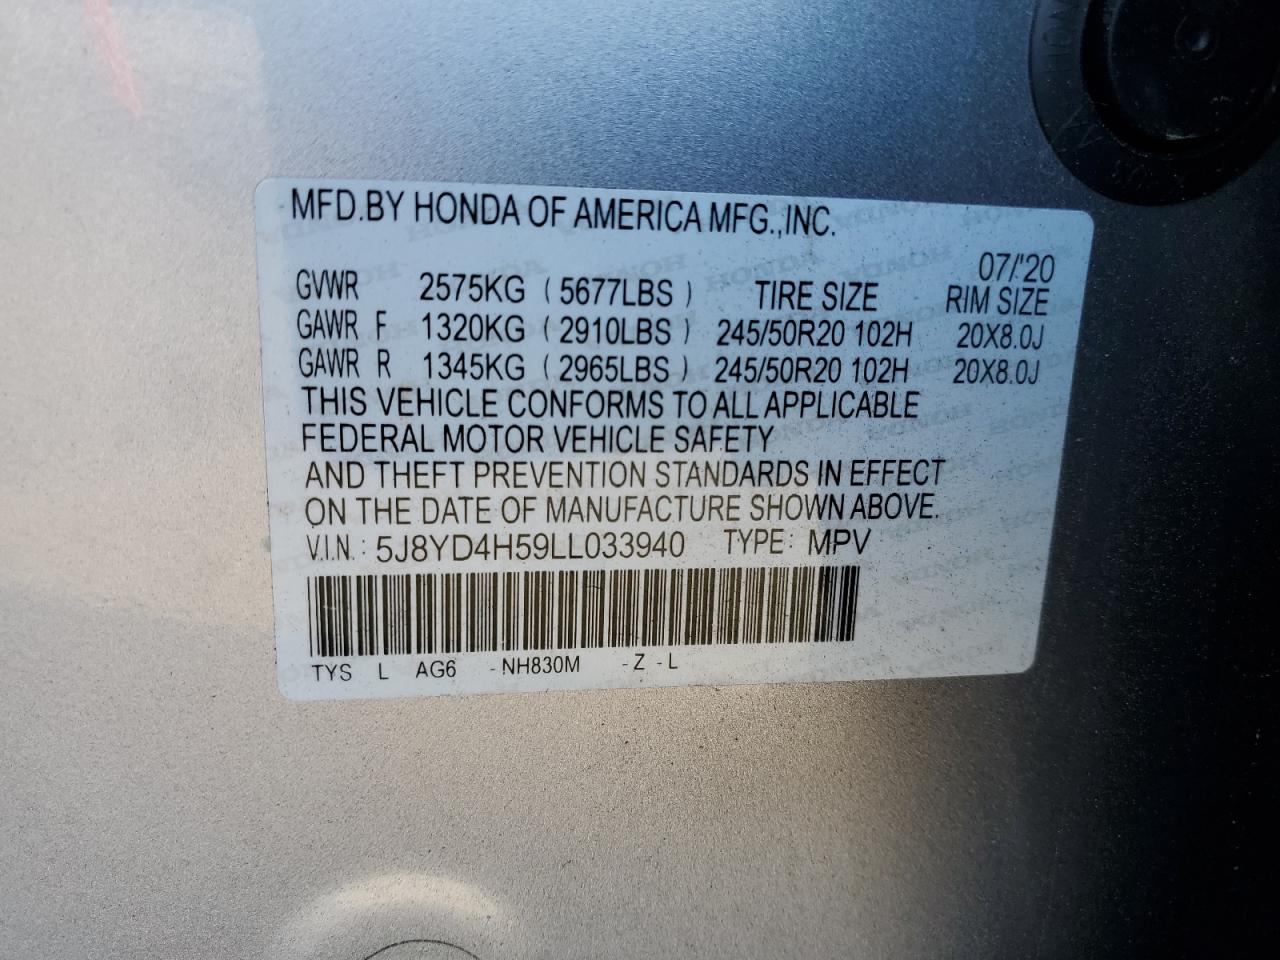 MFD.BY HONDA OF AMERICA MFG.,INC.
07/'20
GVWR 2575KG ( 5677LBS ) TIRE SIZE RIM SIZE
GAWR F 1320KG ( 2910LBS ) 245/50R20 102H 20X8.0J
GAWR R 1345KG ( 2965LBS ) 245/50R20 102H 20X8.0J
THIS VEHICLE CONFORMS TO ALL APPLICABLE
FEDERAL MOTOR VEHICLE SAFETY
AND THEFT PREVENTION STANDARDS IN EFFECT
ON THE DATE OF MANUFACTURE SHOWN ABOVE.
V.I.N.: 5J8YD4H59LL033940 TYPE: MPV
TYS L AG6 -NH830M -Z -L